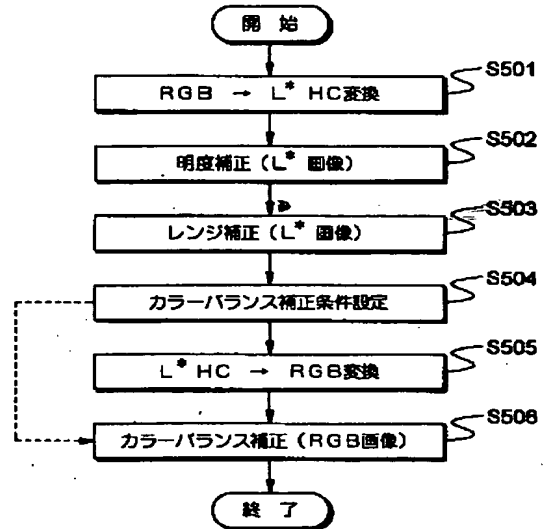 開 始
S501
RGB → L* HC変換
S502
明度補正(L* 画像)
S503
レンジ補正(L* 画像)
S504
カラーバランス補正条件設定
S505
L* HC → RGB変換
S506
カラーバランス補正(RGB画像)
終 了